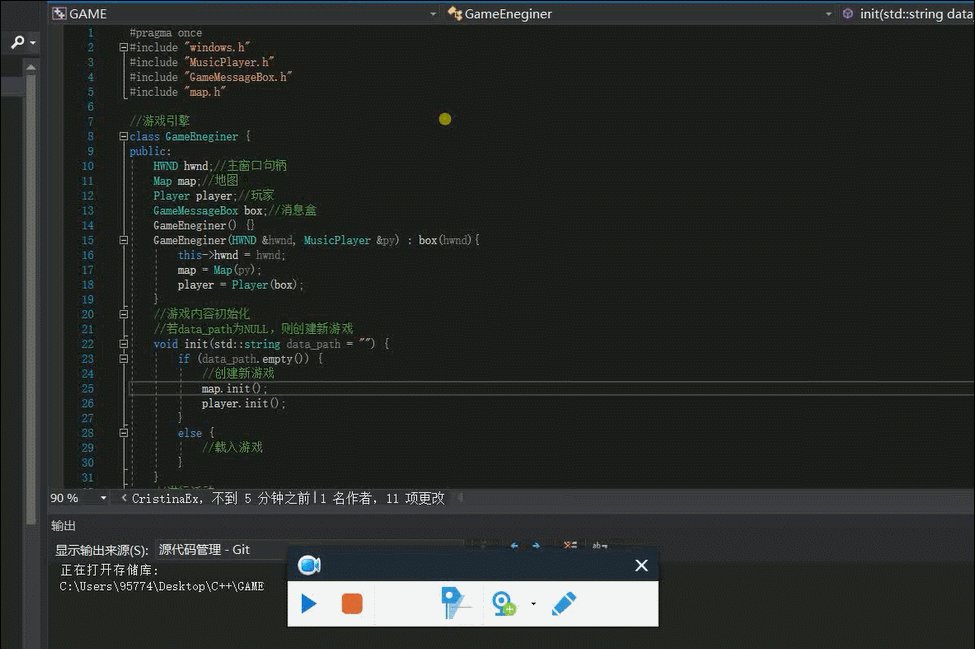 GAME
GameEneginer
init(std::string data
1 #pragma once
2 #include "windows.h"
3 #include "MusicPlayer.h"
4 #include "GameMessageBox.h"
5 #include "map.h"
6
7 //游戏引擎
8 class GameEneginer {
9 public:
10 HWND hwnd;//主窗口句柄
11 Map map;//地图
12 Player player;//玩家
13 GameMessageBox box;//消息盒
14 GameEneginer() {}
15 GameEneginer(HWND &hwnd, MusicPlayer &py) : box(hwnd){
16 this->hwnd = hwnd;
17 map = Map(py);
18 player = Player(box);
19 }
20 //游戏内容初始化
21 //若data_path为NULL，则创建新游戏
22 void init(std::string data_path = "") {
23 if (data_path.empty()) {
24 //创建新游戏
25 map.init();
26 player.init();
27 }
28 else {
29 //载入游戏
30 }
31 }
90 %
CristinaEx, 不到 5 分钟之前|1 名作者, 11 项更改
输出
显示输出来源(S): 源代码管理 - Git
正在打开存储库:
C:\Users\95774\Desktop\C++\GAME